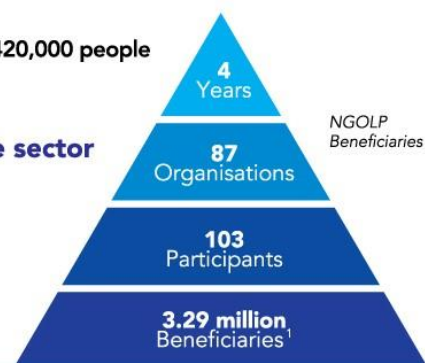 420,000 people
e sector
4
Years
87
Organisations
103
Participants
3.29 million
Beneficiaries¹
NGOLP
Beneficiaries